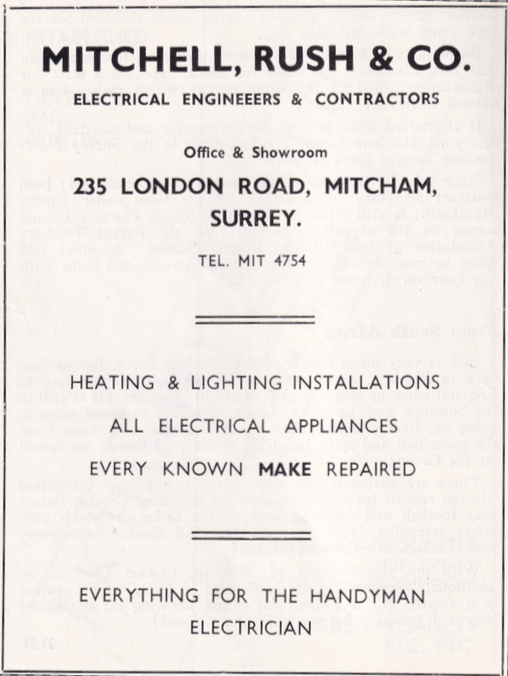 MITCHELL, RUSH & CO.
ELECTRICAL ENGINEEERS & CONTRACTORS
Office & Showroom
235 LONDON ROAD, MITCHAM,
SURREY.
TEL. MIT 4754
HEATING & LIGHTING INSTALLATIONS
ALL ELECTRICAL APPLIANCES
EVERY KNOWN MAKE REPAIRED
EVERYTHING FOR THE HANDYMAN
ELECTRICIAN